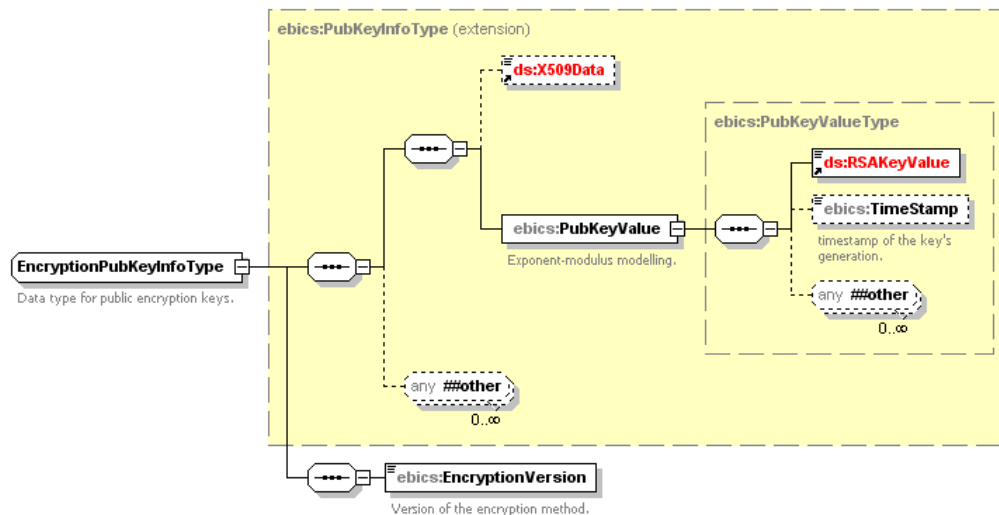 ebics:PubKeyInfoType (extension)
ds:X509Data
ebics:PubKeyValueType
ds:RSAKeyValue
ebics:TimeStamp
timestamp of the key's
generation.
ebics:PubKeyValue
Exponent-modulus modelling.
any ##other
0..∞
EncryptionPubKeyInfoType
Data type for public encryption keys.
any ##other
0..∞
ebics:EncryptionVersion
Version of the encryption method.